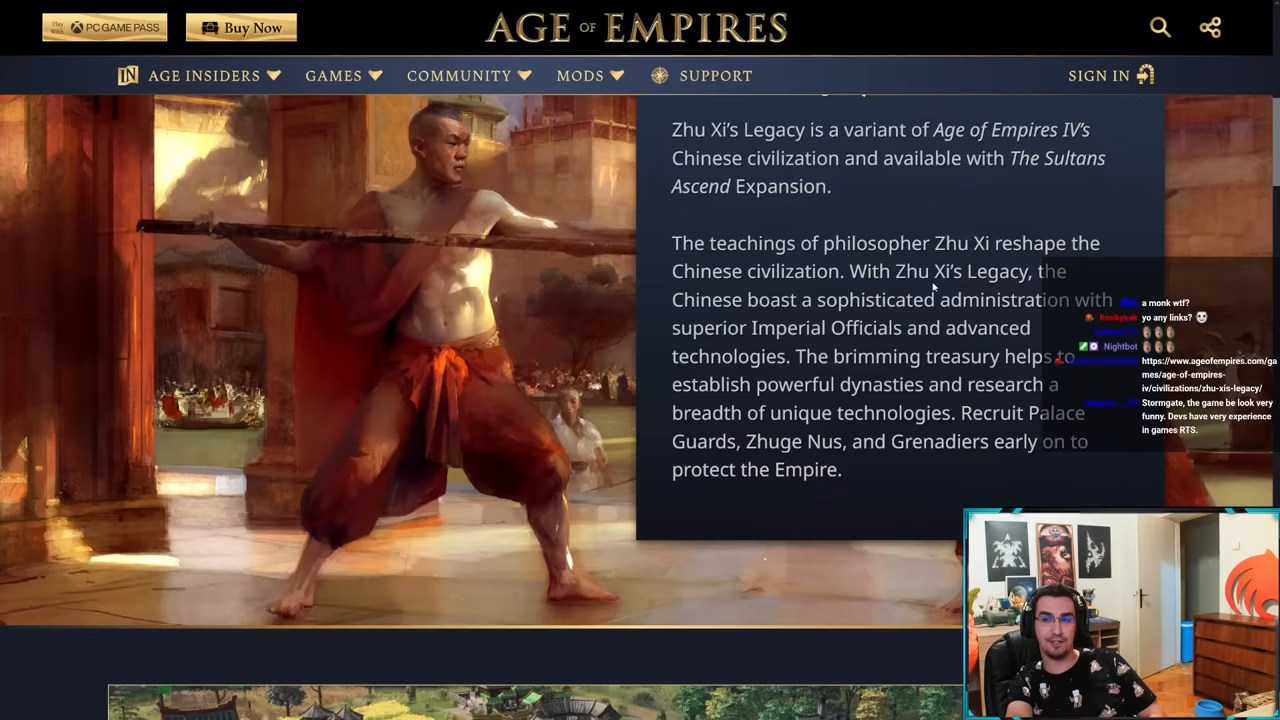 Play
With
PC GAME PASS
Buy Now
AGE OF EMPIRES
AGE INSIDERS
GAMES
COMMUNITY
MODS
SUPPORT
SIGN IN
Zhu Xi's Legacy is a variant of Age of Empires IV's
Chinese civilization and available with The Sultans
Ascend Expansion.
The teachings of philosopher Zhu Xi reshape the
Chinese civilization. With Zhu Xi's Legacy, the
Chinese boast a sophisticated administration with
superior Imperial Officials and advanced
technologies. The brimming treasury helps to
establish powerful dynasties and research a
breadth of unique technologies. Recruit Palace
Guards, Zhuge Nus, and Grenadiers early on to
protect the Empire.
a monk wtf?
yo any links?
Nightbot
https://www.ageofempires.com/ga
mes/age-of-empires-
iv/civilizations/zhu-xis-legacy/
Stormgate, the game be look very
funny. Devs have very experience
in games RTS.